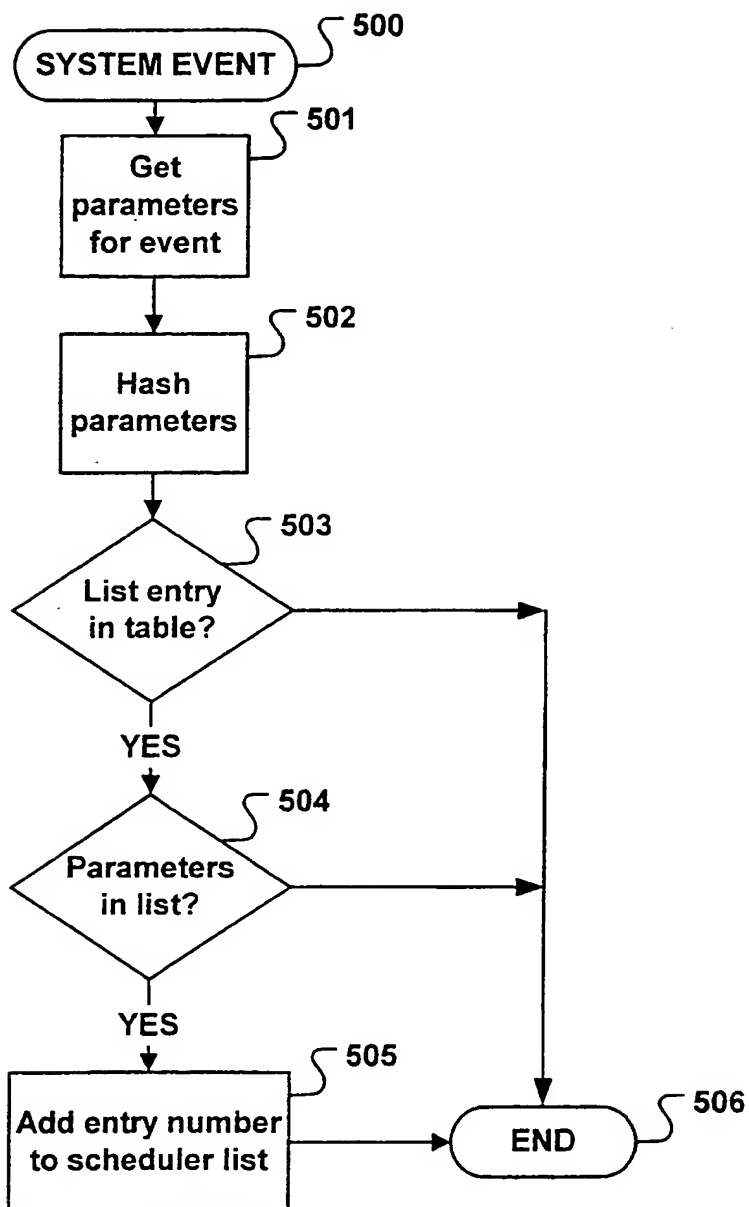 SYSTEM EVENT
500
501
Get
parameters
for event
502
Hash
parameters
503
List entry
in table?
YES
504
Parameters
in list?
YES
505
Add entry number
to scheduler list
END
506